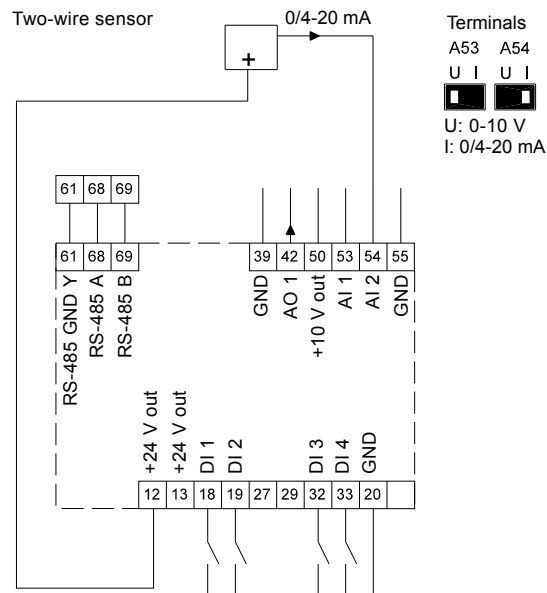 Two-wire sensor
0/4-20 mA
+
Terminals
A53 A54
U I U I
U: 0-10 V
I: 0/4-20 mA
61 68 69
61 68 69
39 42 50 53 54 55
RS-485 GND Y
RS-485 A
RS-485 B
GND
AO 1
+10 V out
AI 1
AI 2
GND
+24 V out
+24 V out
DI 1
DI 2
DI 3
DI 4
GND
12 13 18 19 27 29 32 33 20